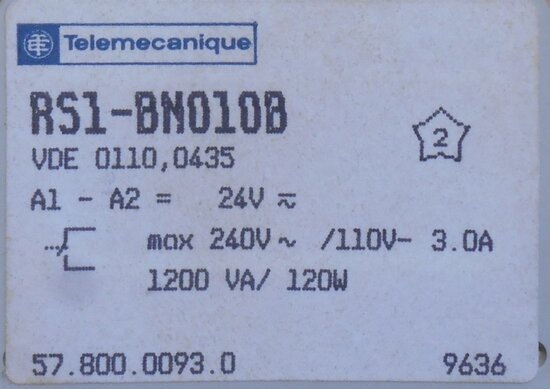 Telemecanique
RS1-BN010B
2
VDE 0110,0435
A1 - A2 = 24V ⎓
max 240V ~ /110V- 3.0A
1200 VA/ 120W
57.800.0093.0 9636